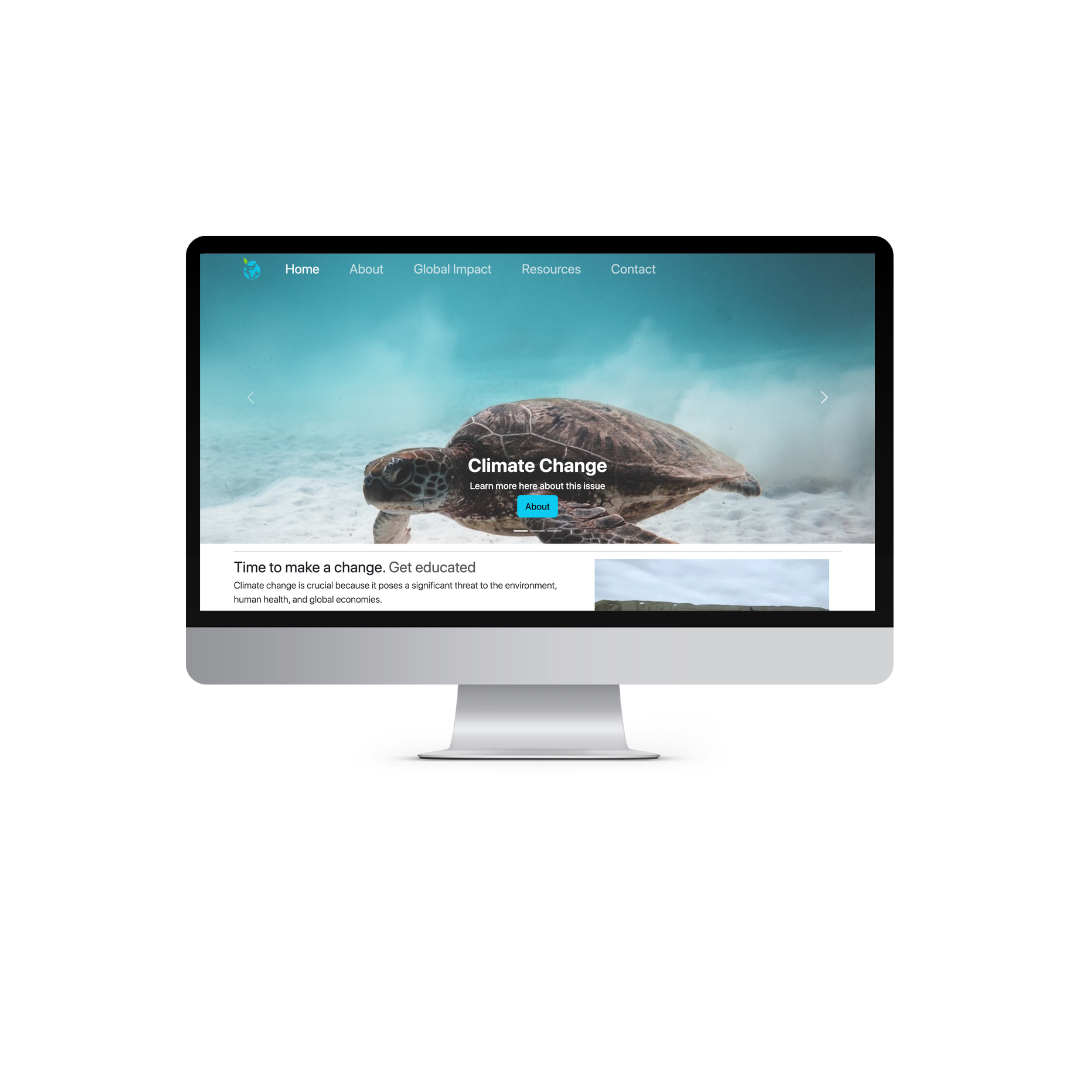 Home About Global Impact Resources Contact
Climate Change
Learn more here about this issue
About
Time to make a change. Get educated
Climate change is crucial because it poses a significant threat to the environment,
human health, and global economies.